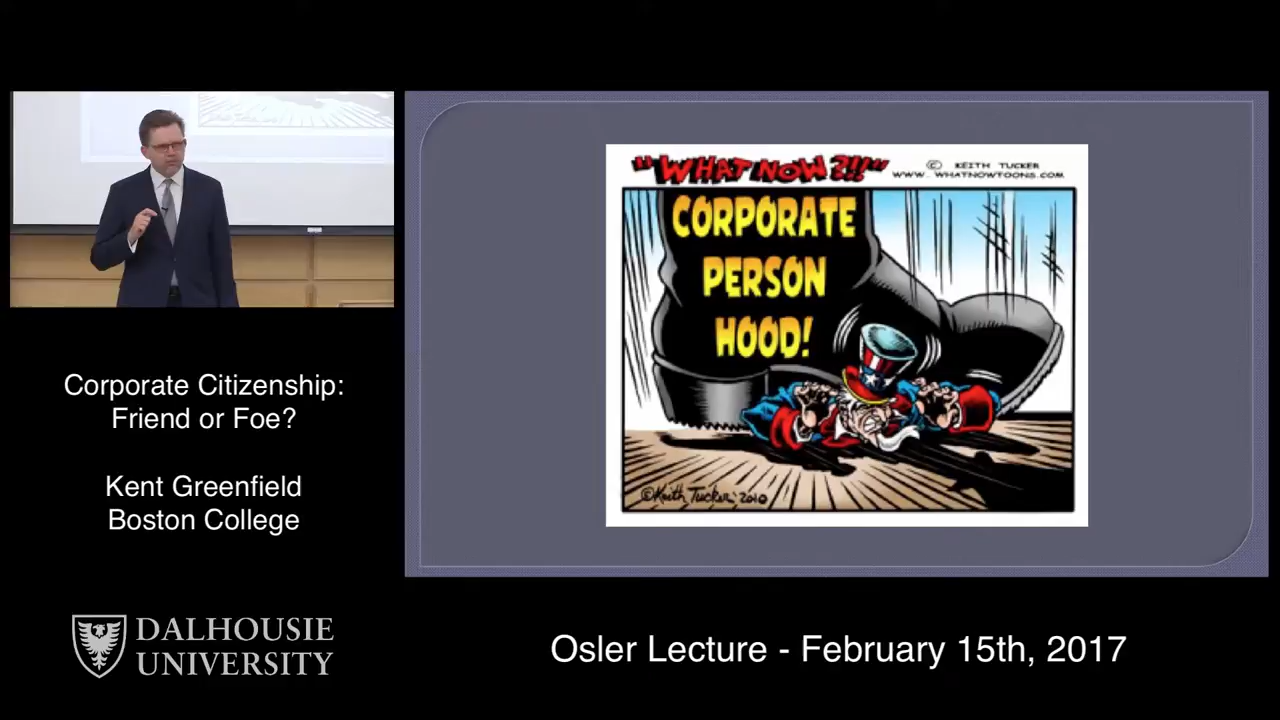 "WHAT NOW?!!"
© KEITH TUCKER
WWW. WHATNOWTOONS.COM
CORPORATE
PERSON
HOOD!
©Keith Tucker 2010
Corporate Citizenship:
Friend or Foe?
Kent Greenfield
Boston College
DALHOUSIE
UNIVERSITY
Osler Lecture - February 15th, 2017